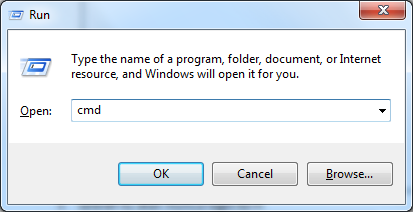 Run
Type the name of a program, folder, document, or Internet
resource, and Windows will open it for you.
Open: cmd
OK Cancel Browse...